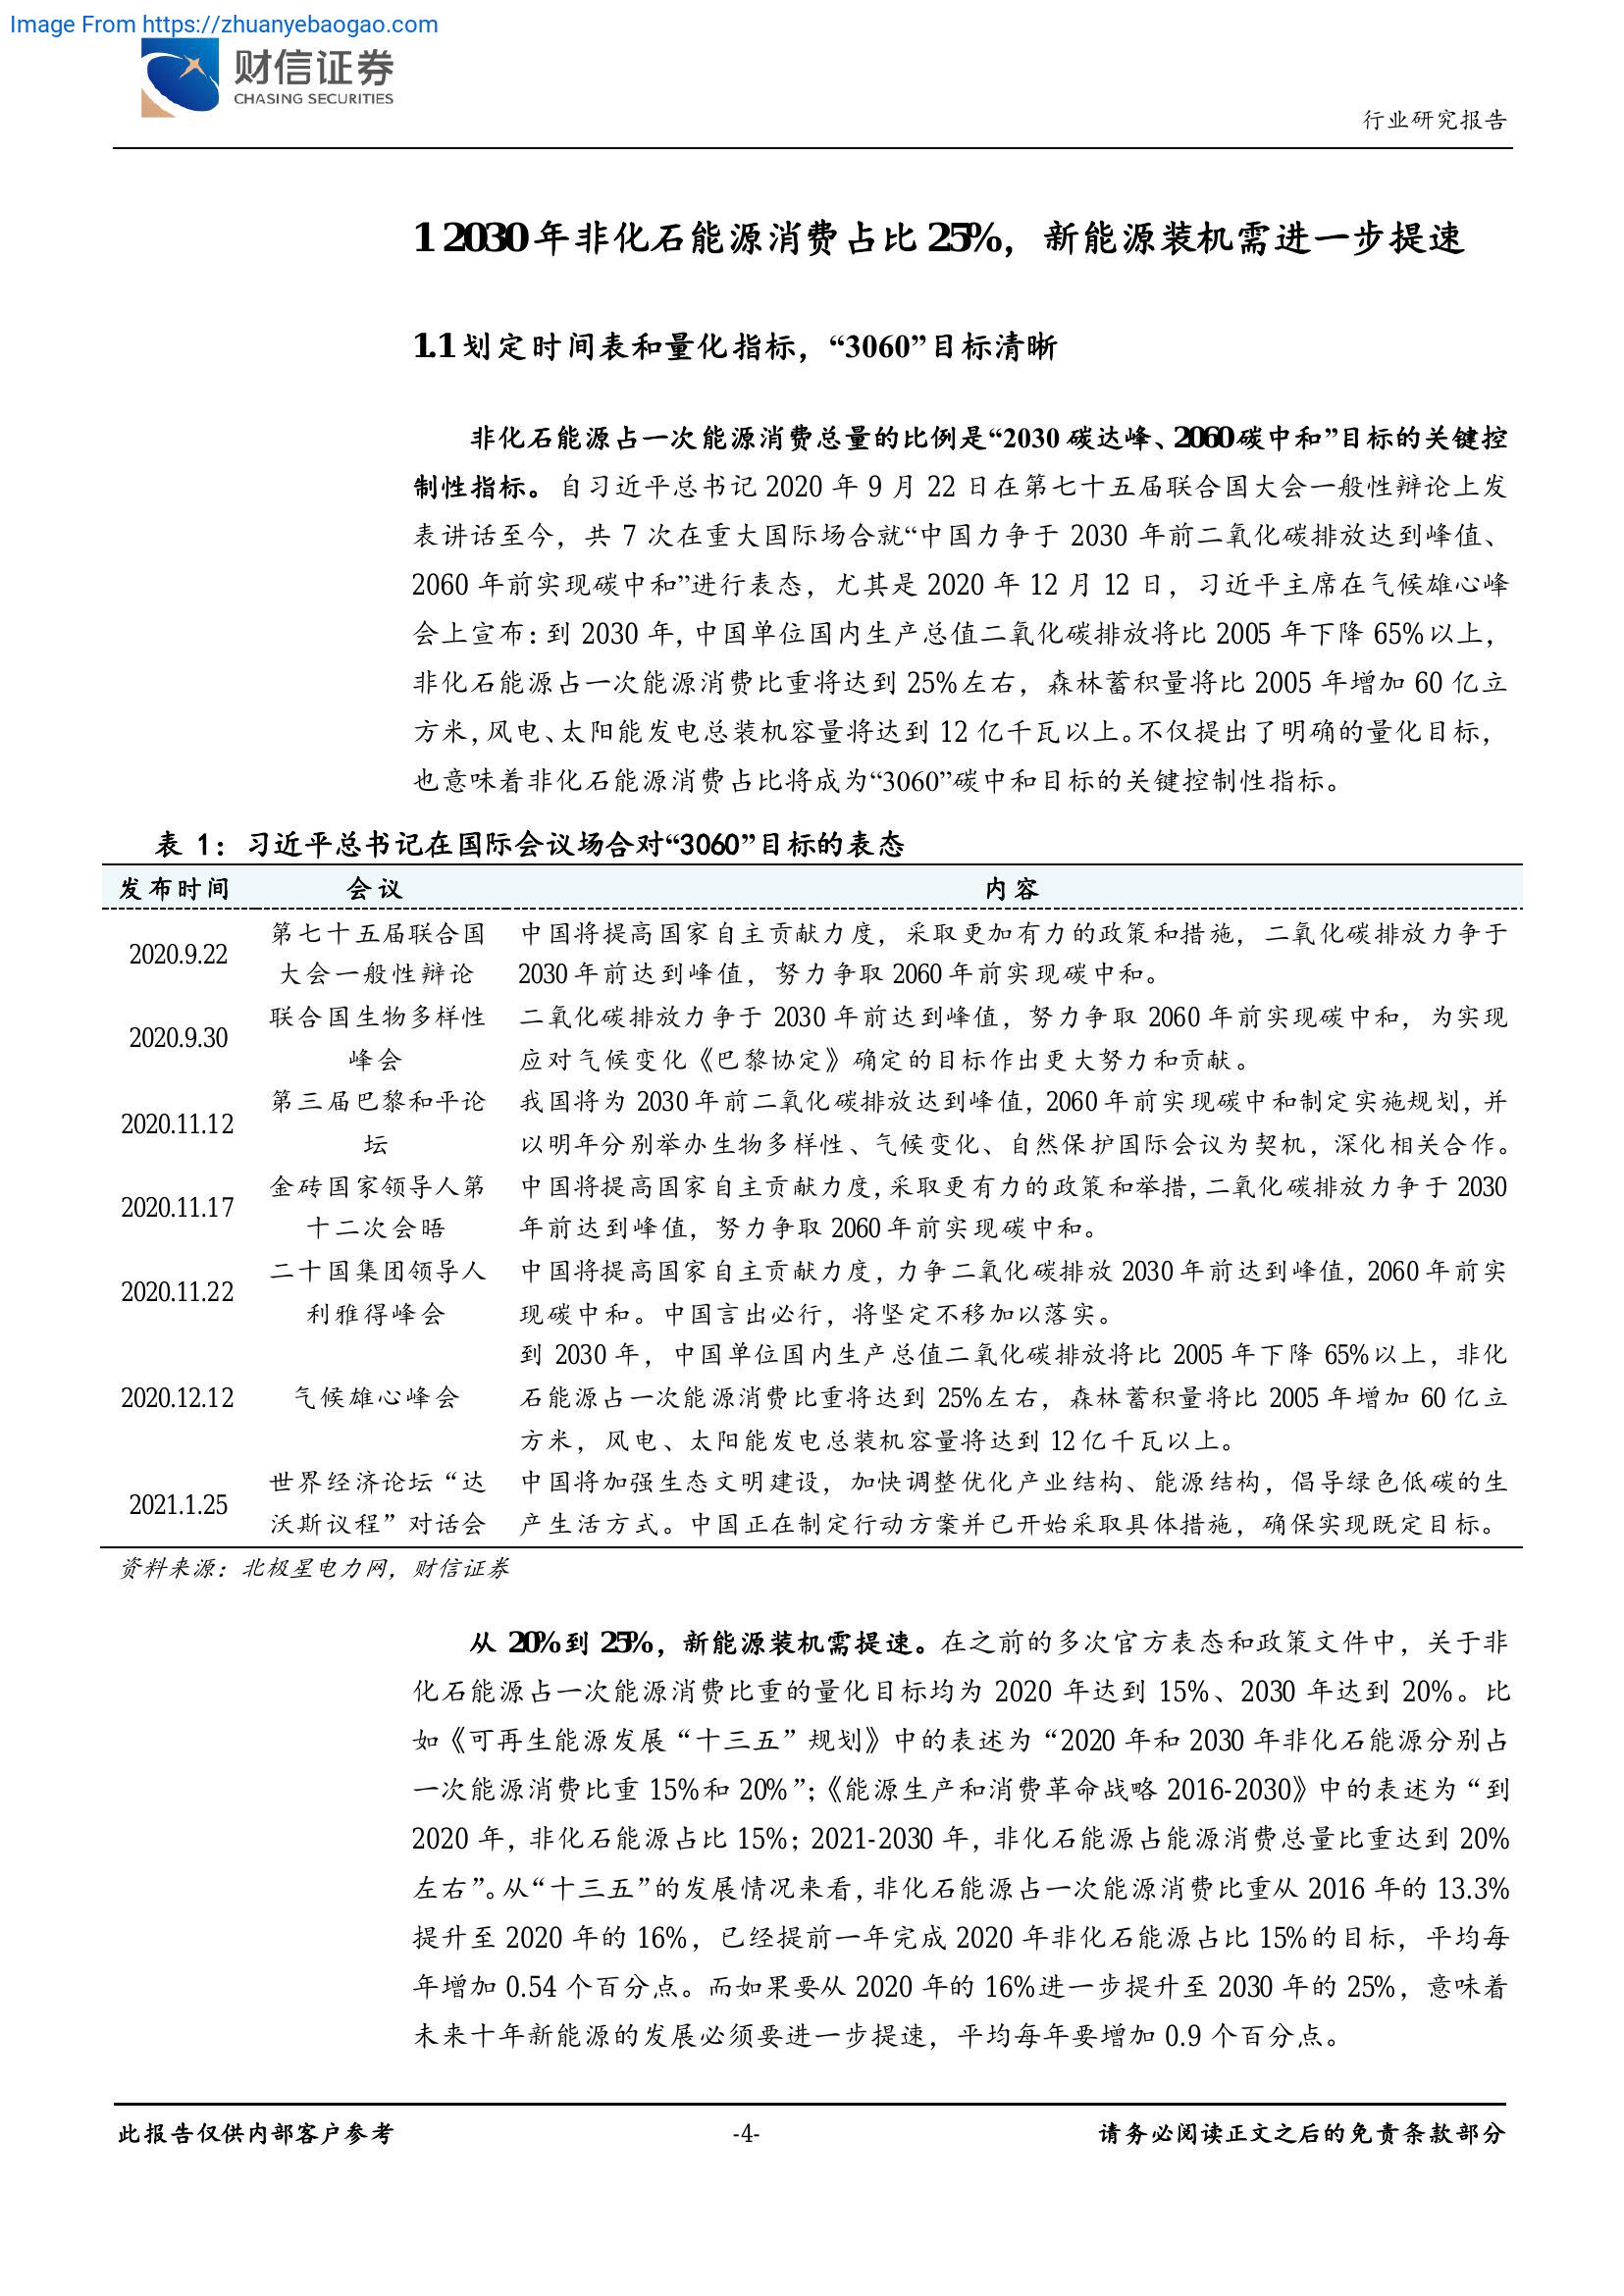 Image From https://zhuanyebaogao.com
财信证券
CHASING SECURITIES
行业研究报告
1 2030年非化石能源消费占比25%，新能源装机需进一步提速
1.1 划定时间表和量化指标，“3060”目标清晰
非化石能源占一次能源消费总量的比例是“2030 碳达峰、2060碳中和”目标的关键控
制性指标。自习近平总书记 2020 年 9 月 22 日在第七十五届联合国大会一般性辩论上发
表讲话至今，共 7 次在重大国际场合就“中国力争于 2030 年前二氧化碳排放达到峰值、
2060 年前实现碳中和”进行表态，尤其是 2020 年 12 月 12 日，习近平主席在气候雄心峰
会上宣布：到 2030 年，中国单位国内生产总值二氧化碳排放将比 2005 年下降 65%以上，
非化石能源占一次能源消费比重将达到 25%左右，森林蓄积量将比 2005 年增加 60 亿立
方米，风电、太阳能发电总装机容量将达到 12 亿千瓦以上。不仅提出了明确的量化目标，
也意味着非化石能源消费占比将成为“3060”碳中和目标的关键控制性指标。
表 1：习近平总书记在国际会议场合对“3060”目标的表态
发布时间 会议 内容
2020.9.22 第七十五届联合国 中国将提高国家自主贡献力度，采取更加有力的政策和措施，二氧化碳排放力争于
大会一般性辩论 2030 年前达到峰值，努力争取 2060 年前实现碳中和。
2020.9.30 联合国生物多样性 二氧化碳排放力争于 2030 年前达到峰值，努力争取 2060 年前实现碳中和，为实现
峰会 应对气候变化《巴黎协定》确定的目标作出更大努力和贡献。
2020.11.12 第三届巴黎和平论 我国将为 2030 年前二氧化碳排放达到峰值，2060 年前实现碳中和制定实施规划，并
坛 以明年分别举办生物多样性、气候变化、自然保护国际会议为契机，深化相关合作。
2020.11.17 金砖国家领导人第 中国将提高国家自主贡献力度，采取更有力的政策和举措，二氧化碳排放力争于 2030
十二次会晤 年前达到峰值，努力争取 2060 年前实现碳中和。
2020.11.22 二十国集团领导人 中国将提高国家自主贡献力度，力争二氧化碳排放 2030 年前达到峰值，2060 年前实
利雅得峰会 现碳中和。中国言出必行，将坚定不移加以落实。
到 2030 年，中国单位国内生产总值二氧化碳排放将比 2005 年下降 65%以上，非化
2020.12.12 气候雄心峰会 石能源占一次能源消费比重将达到 25%左右，森林蓄积量将比 2005 年增加 60 亿立
方米，风电、太阳能发电总装机容量将达到 12 亿千瓦以上。
2021.1.25 世界经济论坛“达 中国将加强生态文明建设，加快调整优化产业结构、能源结构，倡导绿色低碳的生
沃斯议程”对话会 产生活方式。中国正在制定行动方案并已开始采取具体措施，确保实现既定目标。
资料来源：北极星电力网，财信证券
从 20%到 25%，新能源装机需提速。在之前的多次官方表态和政策文件中，关于非
化石能源占一次能源消费比重的量化目标均为 2020 年达到 15%、2030 年达到 20%。比
如《可再生能源发展“十三五”规划》中的表述为“2020 年和 2030 年非化石能源分别占
一次能源消费比重 15%和 20%”；《能源生产和消费革命战略 2016-2030》中的表述为“到
2020 年，非化石能源占比 15%；2021-2030 年，非化石能源占能源消费总量比重达到 20%
左右”。从“十三五”的发展情况来看，非化石能源占一次能源消费比重从 2016 年的 13.3%
提升至 2020 年的 16%，已经提前一年完成 2020 年非化石能源占比 15%的目标，平均每
年增加 0.54 个百分点。而如果要从 2020 年的 16%进一步提升至 2030 年的 25%，意味着
未来十年新能源的发展必须要进一步提速，平均每年要增加 0.9 个百分点。
此报告仅供内部客户参考 -4- 请务必阅读正文之后的免责条款部分